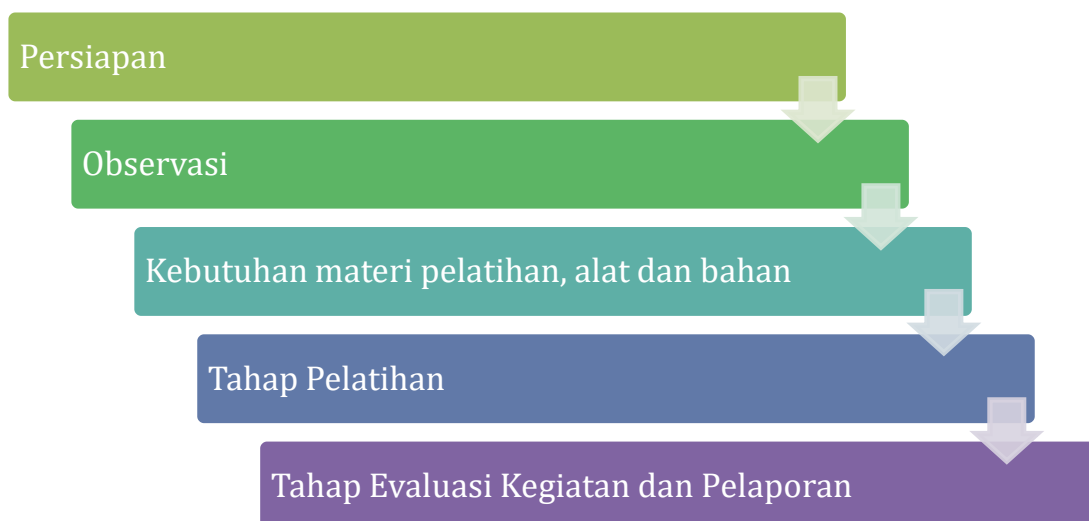 Persiapan
Observasi
Kebutuhan materi pelatihan, alat dan bahan
Tahap Pelatihan
Tahap Evaluasi Kegiatan dan Pelaporan